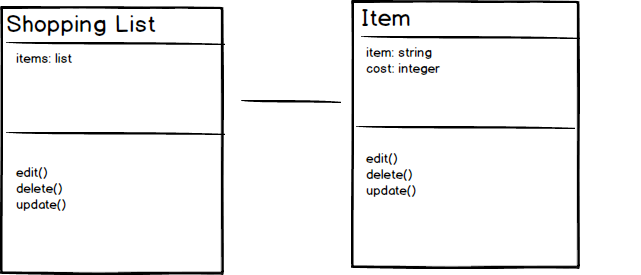 Shopping List
items: list
edit()
delete()
update()
Item
item: string
cost: integer
edit()
delete()
update()